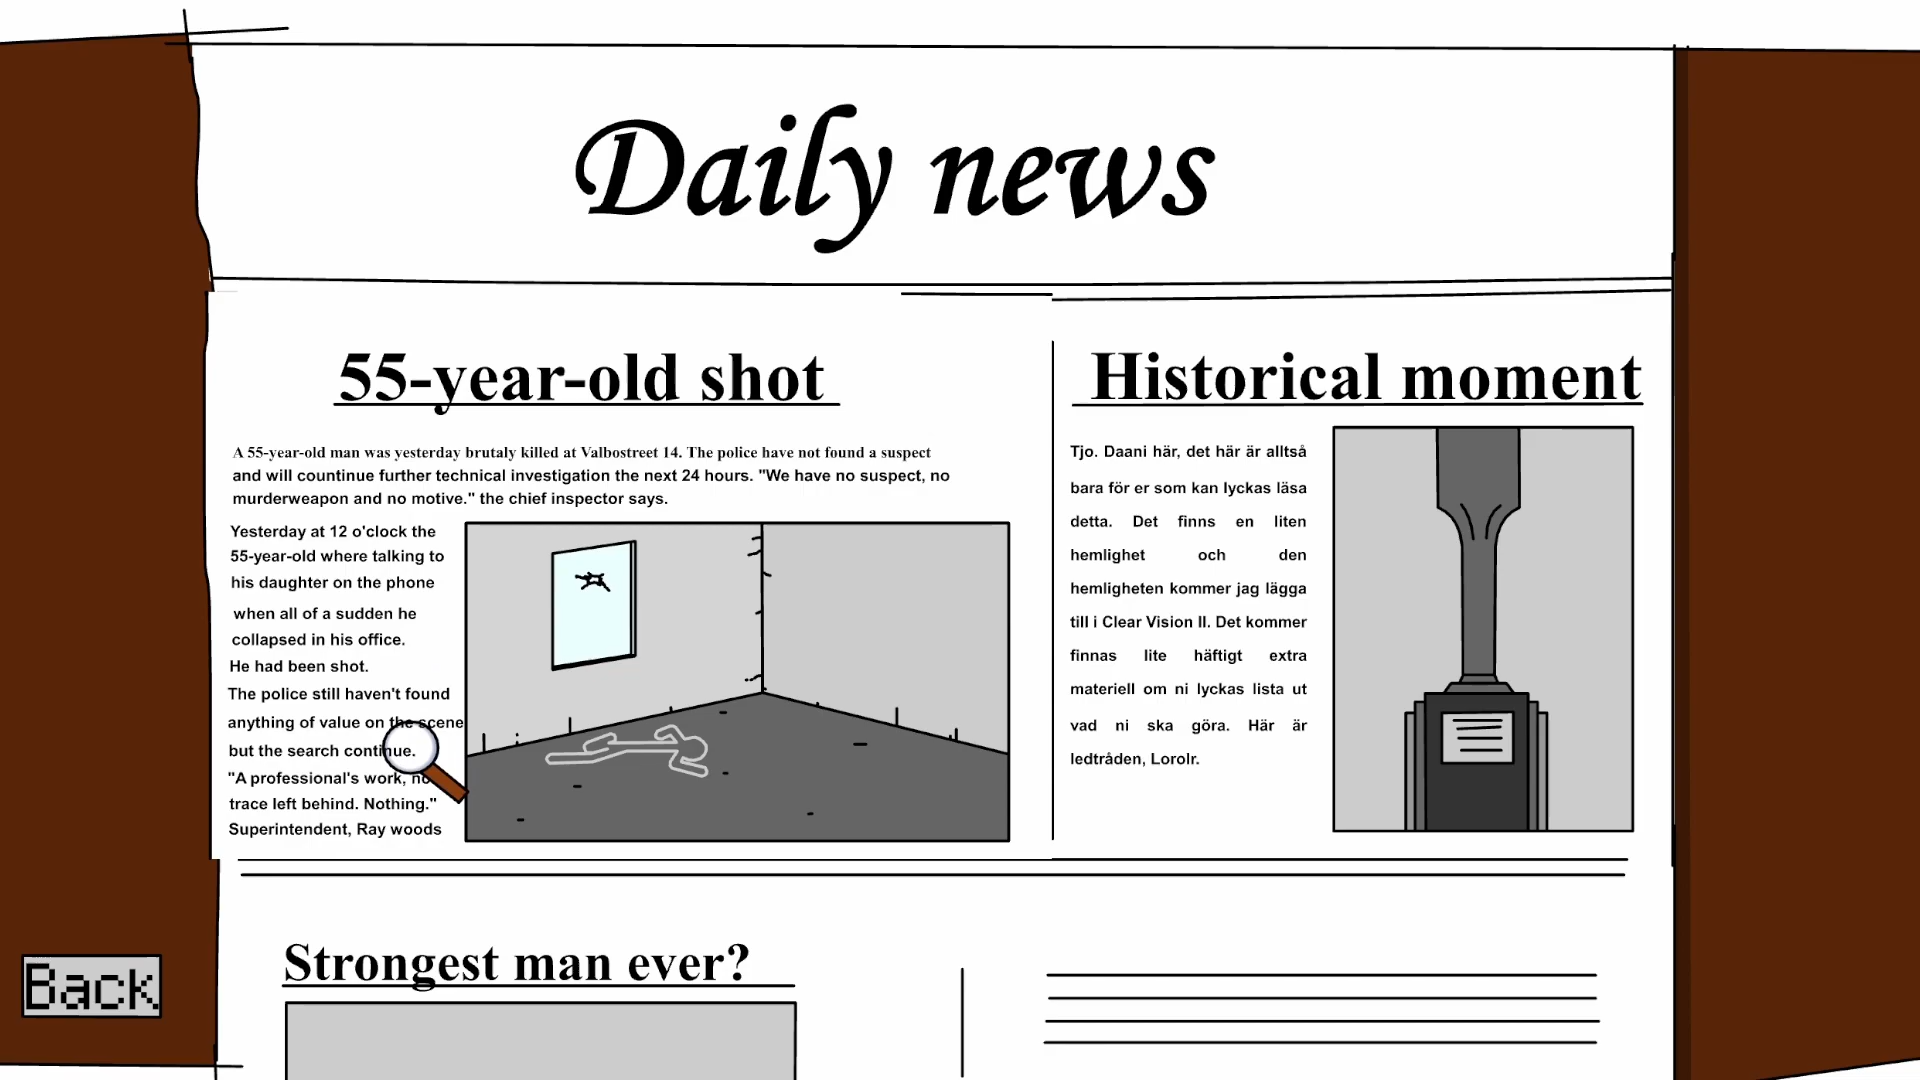 Daily news
55-year-old shot
A 55-year-old man was yesterday brutaly killed at Valbostreet 14. The police have not found a suspect
and will countinue further technical investigation the next 24 hours. "We have no suspect, no
murderweapon and no motive." the chief inspector says.
Yesterday at 12 o'clock the
55-year-old where talking to
his daughter on the phone
when all of a sudden he
collapsed in his office.
He had been shot.
The police still haven't found
anything of value on the scene
but the search continue.
"A professional's work, no
trace left behind. Nothing."
Superintendent, Ray woods
Historical moment
Tjo. Daani här, det här är alltså
bara för er som kan lyckas läsa
detta. Det finns en liten
hemlighet och den
hemligheten kommer jag lägga
till i Clear Vision II. Det kommer
finnas lite häftigt extra
materiell om ni lyckas lista ut
vad ni ska göra. Här är
ledtråden, Lorolr.
Strongest man ever?
Back